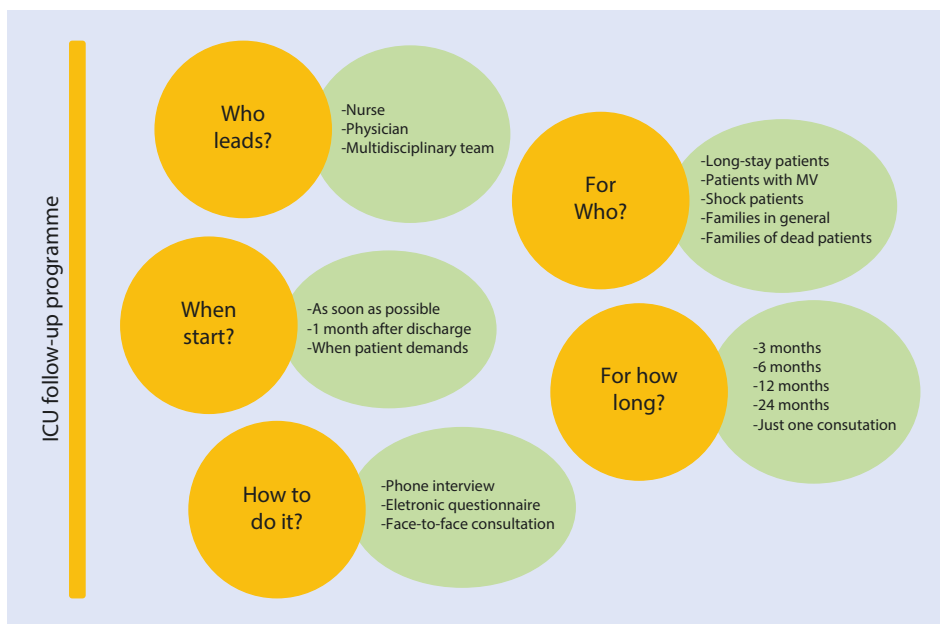 ICU follow-up programme
Who
leads?
-Nurse
-Physician
-Multidisciplinary team
For
Who?
-Long-stay patients
-Patients with MV
-Shock patients
-Families in general
-Families of dead patients
When
start?
-As soon as possible
-1 month after discharge
-When patient demands
For how
long?
-3 months
-6 months
-12 months
-24 months
-Just one consutation
How to
do it?
-Phone interview
-Eletronic questionnaire
-Face-to-face consultation